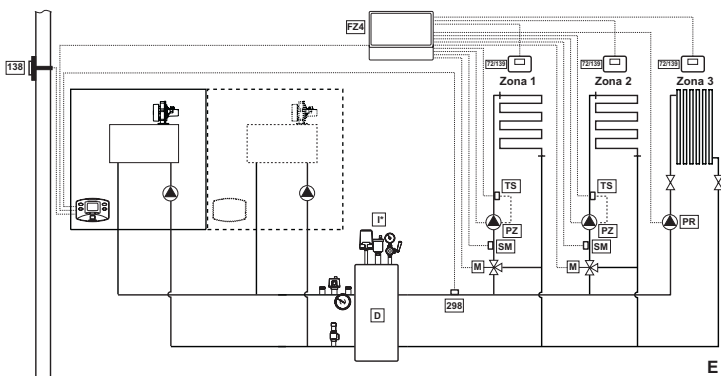 FZ4
138
72/139
72/139
72/139
Zona 1
Zona 2
Zona 3
TS
TS
I*
PZ
PZ
PR
SM
SM
M
M
298
D
E